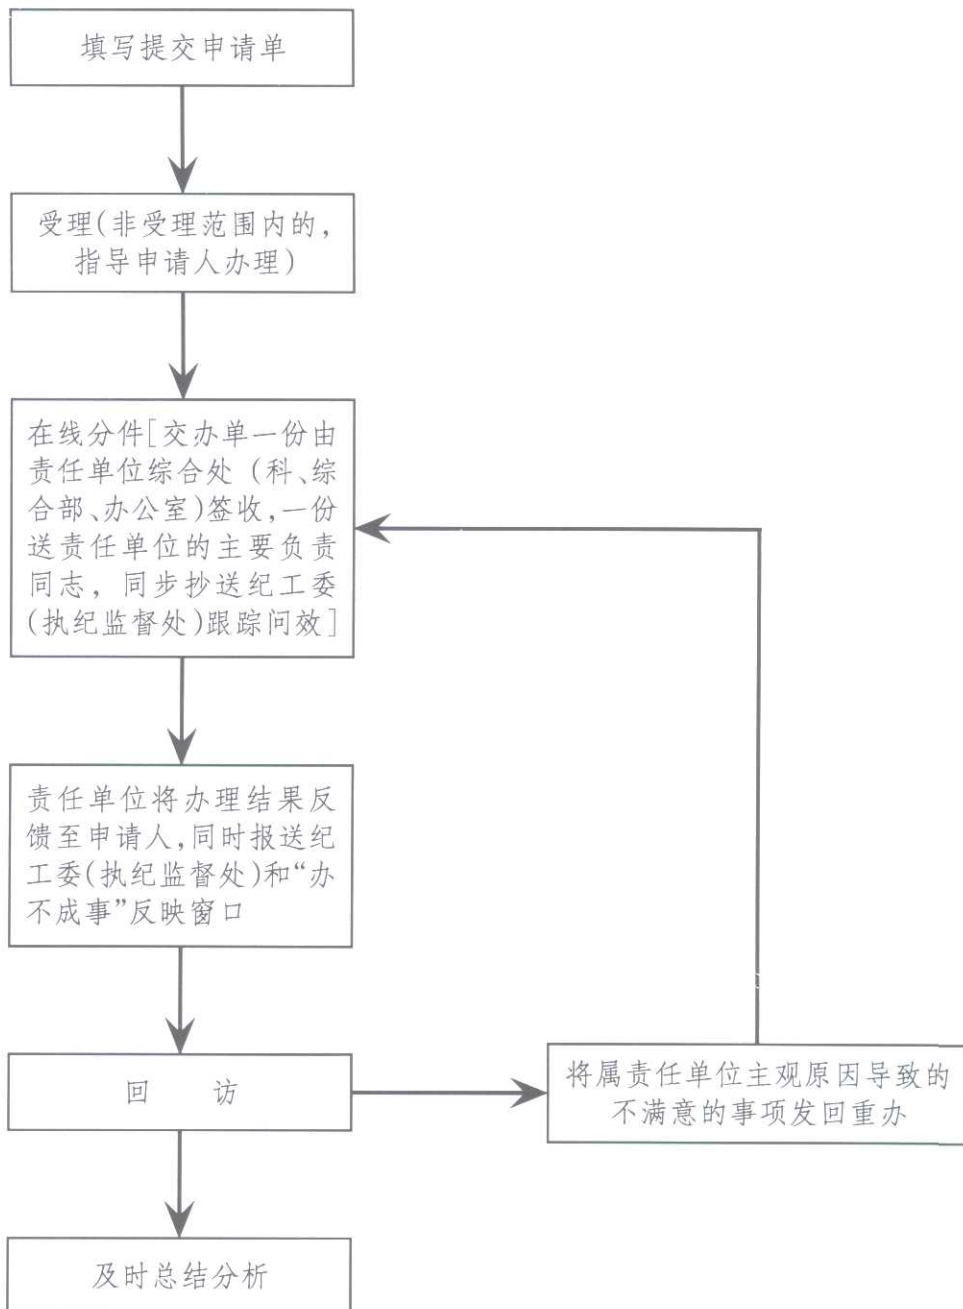 填写提交申请单
受理(非受理范围内的,
指导申请人办理)
在线分件[交办单一份由
责任单位综合处(科、综
合部、办公室)签收,一份
送责任单位的主要负责
同志,同步抄送纪工委
(执纪监督处)跟踪问效]
责任单位将办理结果反
馈至申请人,同时报送纪
工委(执纪监督处)和“办
不成事”反映窗口
回 访
将属责任单位主观原因导致的
不满意的事项发回重办
及时总结分析